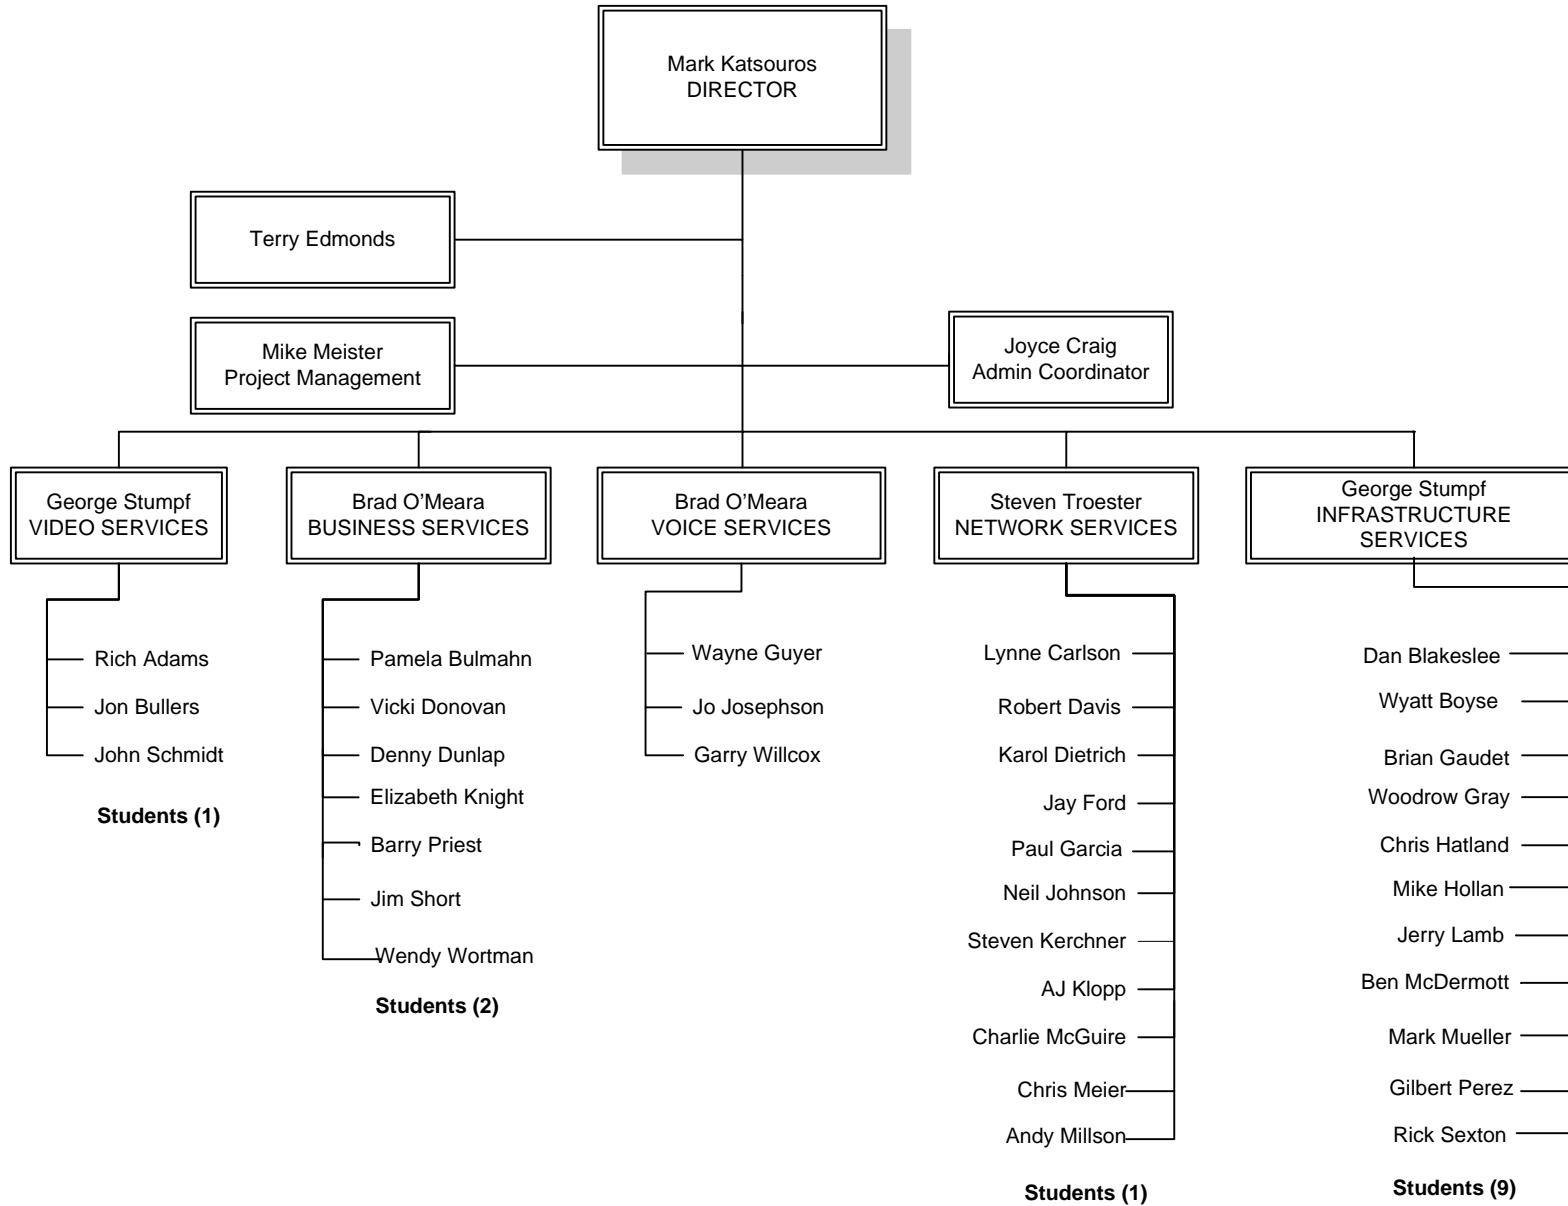 Mark Katsouros
DIRECTOR
Terry Edmonds
Mike Meister
Project Management
Joyce Craig
Admin Coordinator
George Stumpf
VIDEO SERVICES
Rich Adams
Jon Bullers
John Schmidt
Students (1)
Brad O’Meara
BUSINESS SERVICES
Pamela Bulmahn
Vicki Donovan
Denny Dunlap
Elizabeth Knight
Barry Priest
Jim Short
Wendy Wortman
Students (2)
Brad O’Meara
VOICE SERVICES
Wayne Guyer
Jo Josephson
Garry Willcox
Steven Troester
NETWORK SERVICES
Lynne Carlson
Robert Davis
Karol Dietrich
Jay Ford
Paul Garcia
Neil Johnson
Steven Kerchner
AJ Klopp
Charlie McGuire
Chris Meier
Andy Millson
Students (1)
George Stumpf
INFRASTRUCTURE
SERVICES
Dan Blakeslee
Wyatt Boyse
Brian Gaudet
Woodrow Gray
Chris Hatland
Mike Hollan
Jerry Lamb
Ben McDermott
Mark Mueller
Gilbert Perez
Rick Sexton
Students (9)